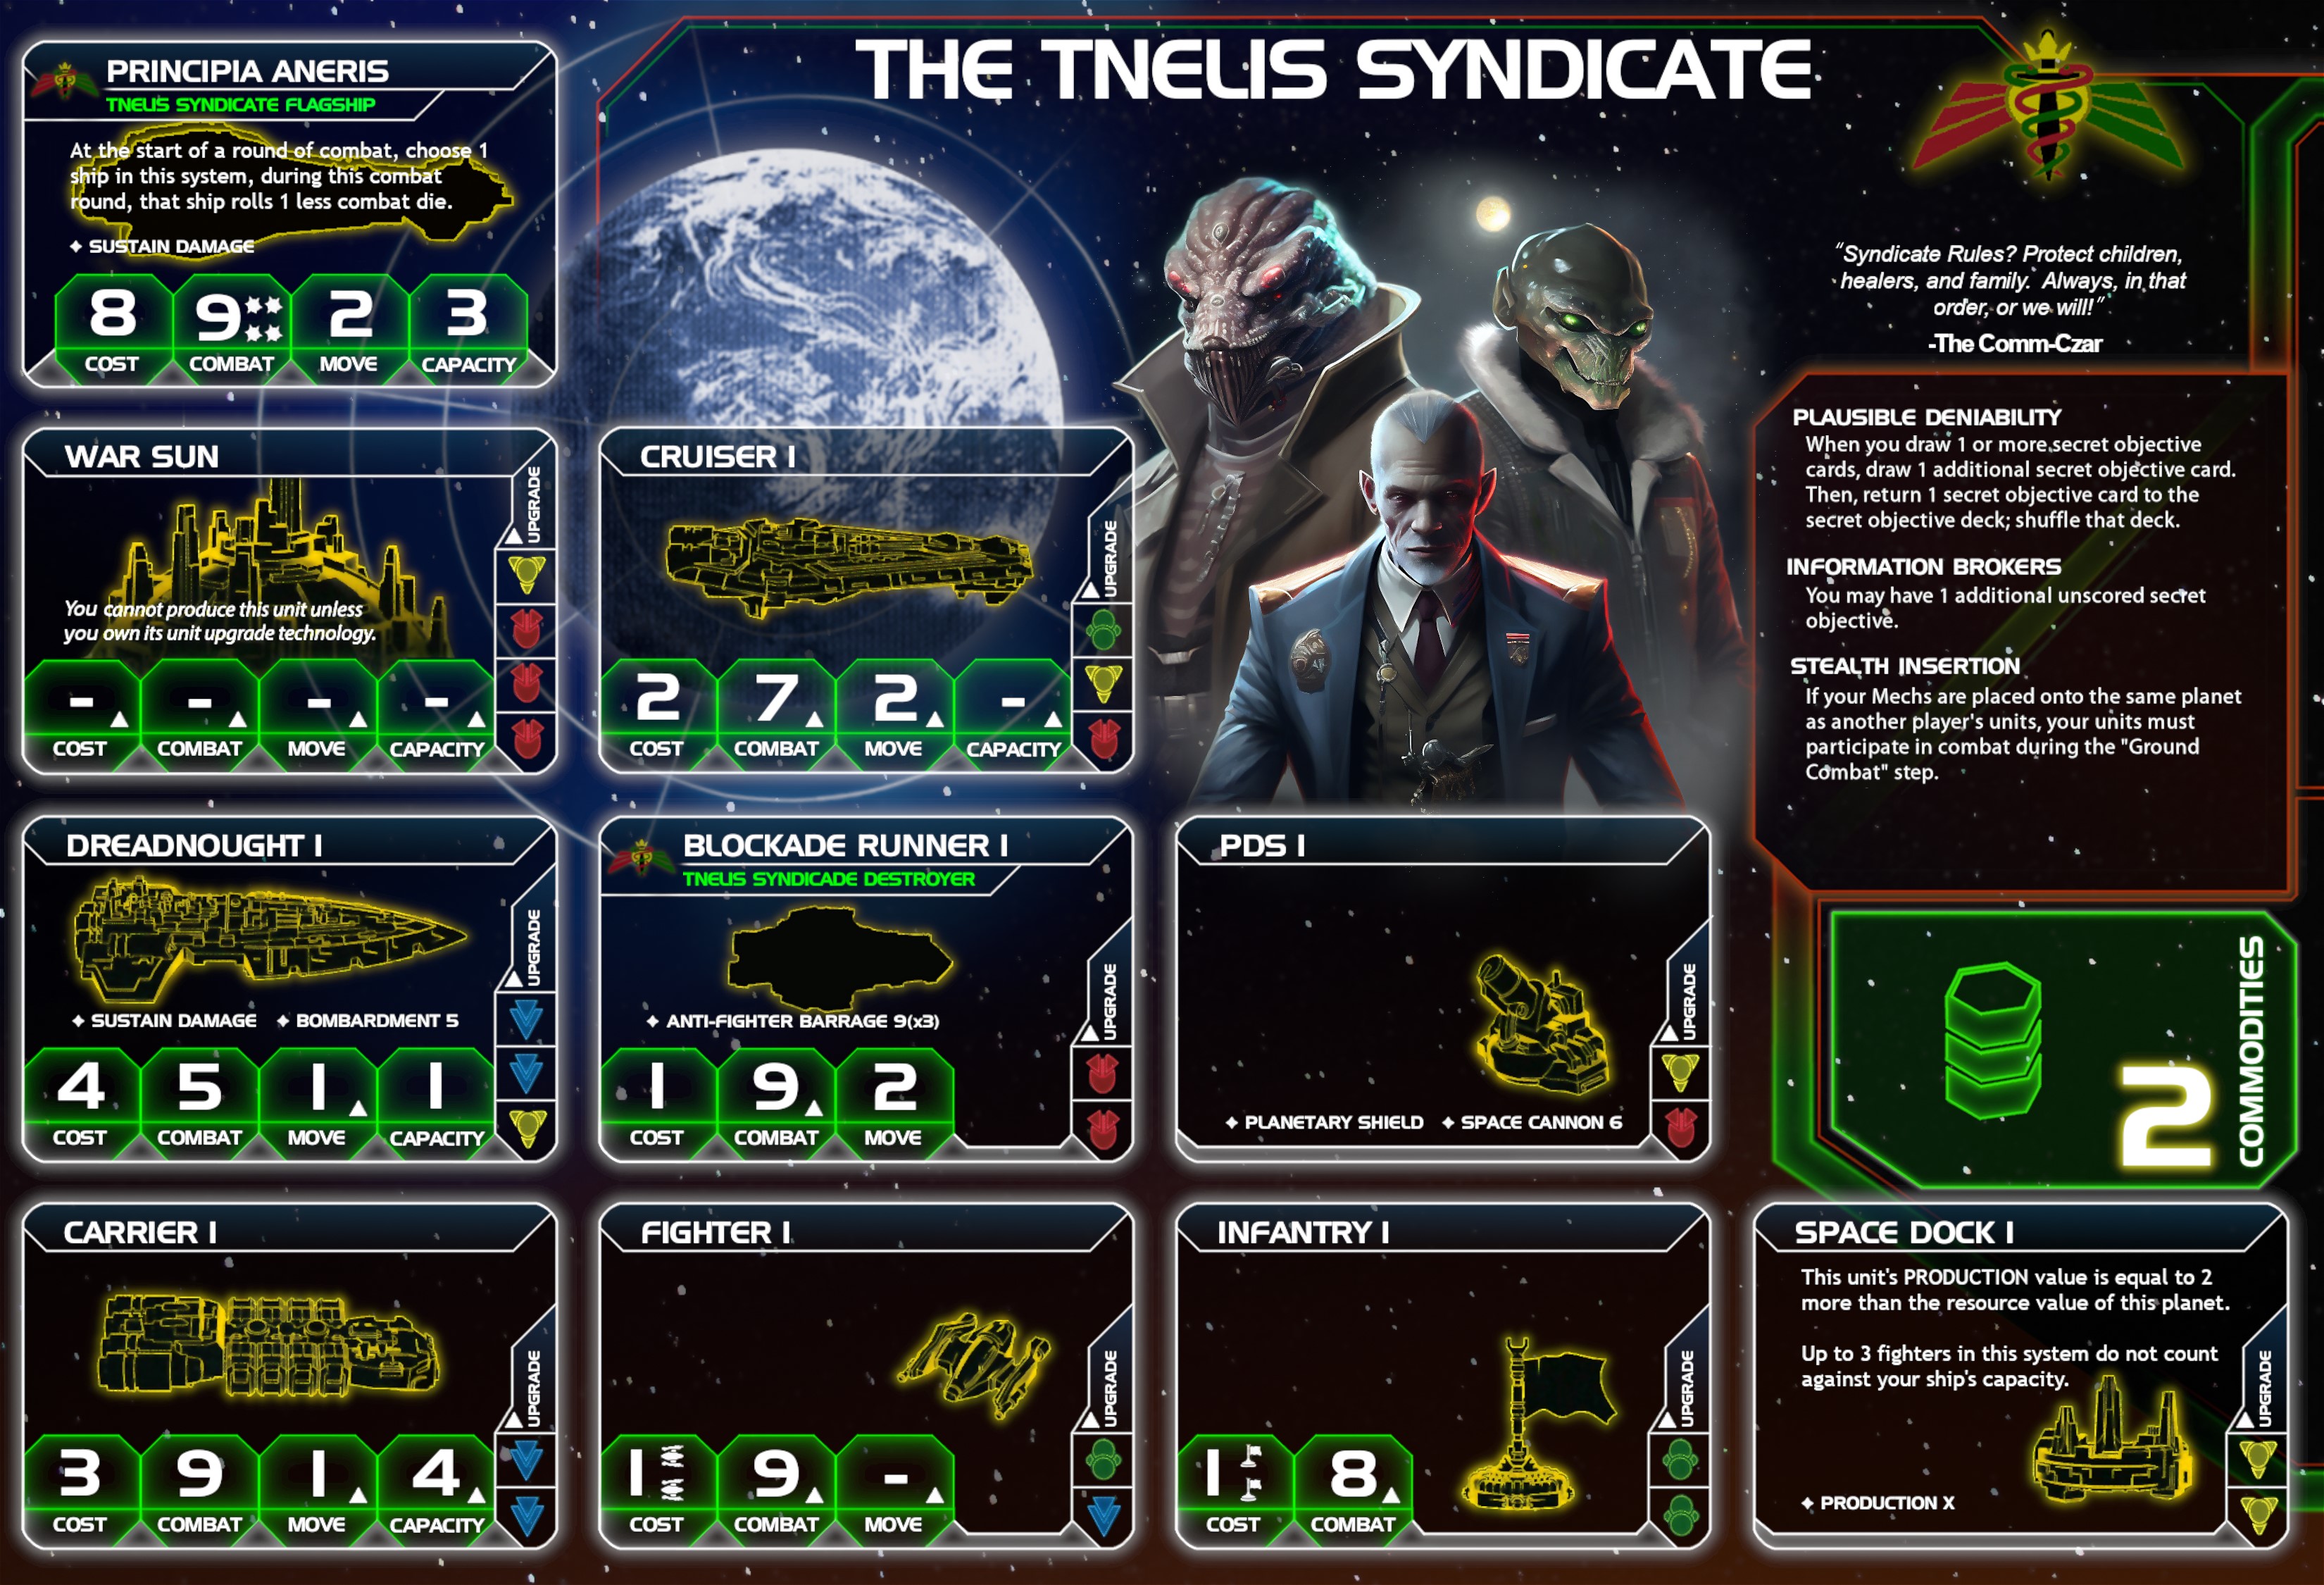 THE TNELIS SYNDICATE
PRINCIPIA ANERIS
TNELIS SYNDICATE FLAGSHIP
At the start of a round of combat, choose 1
ship in this system, during this combat
round, that ship rolls 1 less combat die.
✦ SUSTAIN DAMAGE
8 9 2 3
COST COMBAT MOVE CAPACITY
"Syndicate Rules? Protect children,
healers, and family. Always, in that
order, or we will!"
-The Comm-Czar
PLAUSIBLE DENIABILITY
When you draw 1 or more secret objective
cards, draw 1 additional secret objective card.
Then, return 1 secret objective card to the
secret objective deck; shuffle that deck.
INFORMATION BROKERS
You may have 1 additional unscored secret
objective.
STEALTH INSERTION
If your Mechs are placed onto the same planet
as another player's units, your units must
participate in combat during the "Ground
Combat" step.
WAR SUN
UPGRADE
You cannot produce this unit unless
you own its unit upgrade technology.
- - - -
COST COMBAT MOVE CAPACITY
CRUISER I
UPGRADE
2 7 2 -
COST COMBAT MOVE CAPACITY
DREADNOUGHT I
UPGRADE
✦ SUSTAIN DAMAGE ✦ BOMBARDMENT 5
4 5 1 1
COST COMBAT MOVE CAPACITY
BLOCKADE RUNNER I
TNELIS SYNDICADE DESTROYER
UPGRADE
✦ ANTI-FIGHTER BARRAGE 9(x3)
1 9 2
COST COMBAT MOVE
PDS I
UPGRADE
✦ PLANETARY SHIELD ✦ SPACE CANNON 6
2
COMMODITIES
CARRIER I
UPGRADE
3 9 1 4
COST COMBAT MOVE CAPACITY
FIGHTER I
UPGRADE
1 9 -
COST COMBAT MOVE
INFANTRY I
UPGRADE
1 8
COST COMBAT
SPACE DOCK I
This unit's PRODUCTION value is equal to 2
more than the resource value of this planet.
Up to 3 fighters in this system do not count
against your ship's capacity.
UPGRADE
✦ PRODUCTION X